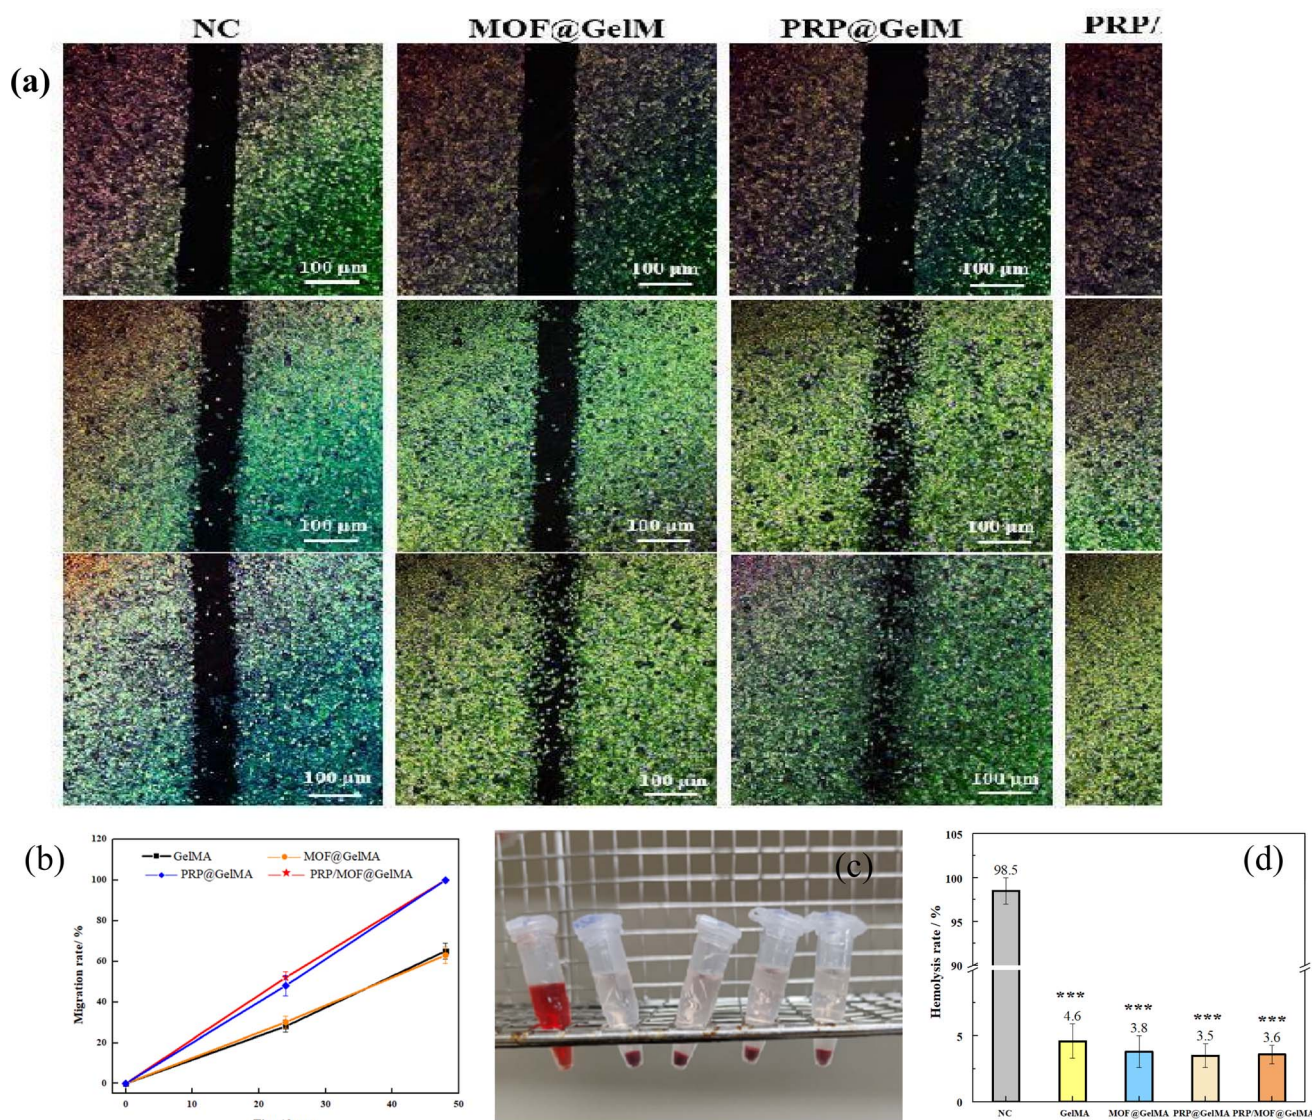 NC MOF@GelM PRP@GelM PRP/
(a)
100 μm 100 μm 100 μm
100 μm 100 μm 100 μm
100 μm 100 μm 100 μm
(b)
Migration rate/ %
120
100
80
60
40
20
0
GelMA MOF@GelMA
PRP@GelMA PRP/MOF@GelMA
0 10 20 30 40 50
(c)
(d)
Hemolysis rate / %
105
100
95
90
5
0
98.5
*** *** *** ***
4.6 3.8 3.5 3.6
NC GelMA MOF@GelMA PRP@GelMA PRP/MOF@GelMA